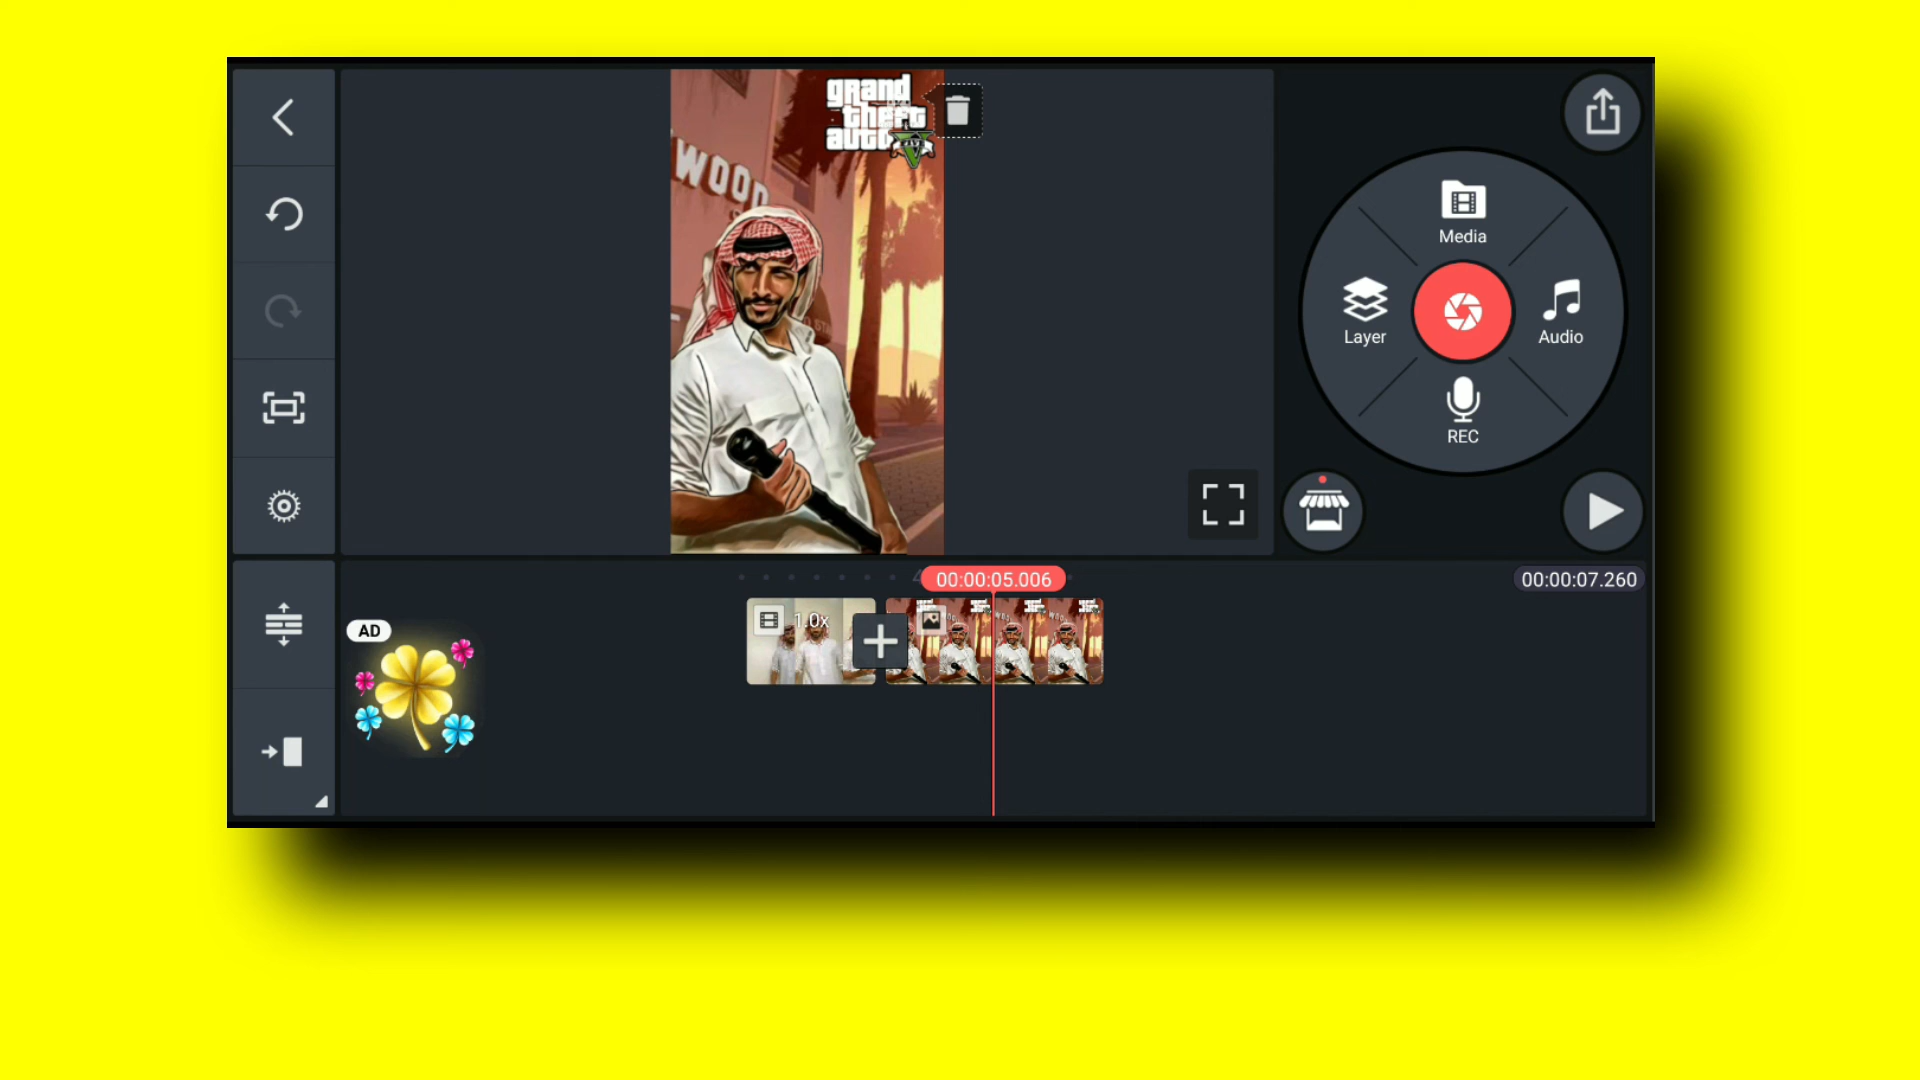 grand
theft
auto
V
WOOD
Media
Layer
Audio
REC
00:00:05.006
00:00:07.260
AD
1.0x